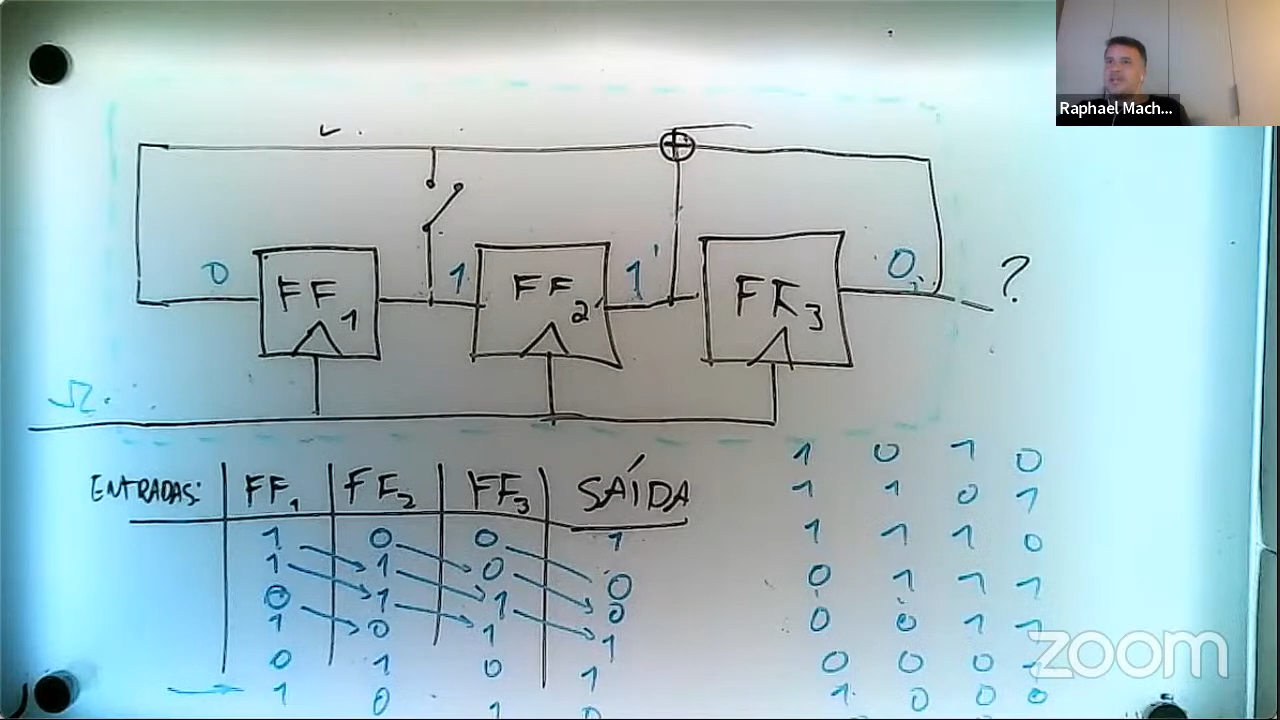 Raphael Mach...
0 FF1 1 FF2 1 FF3 0 ?
ENTRADAS: FF1 FF2 FF3 SAÍDA
1 0 0 1
1 1 0 0
0 1 1 0
1 0 1 1
0 1 0 1
1 0 1 0
1 0 1 0
1 1 0 1
1 1 1 0
0 1 1 1
0 0 1 1
0 0 0 1
1 0 0 0
zoom